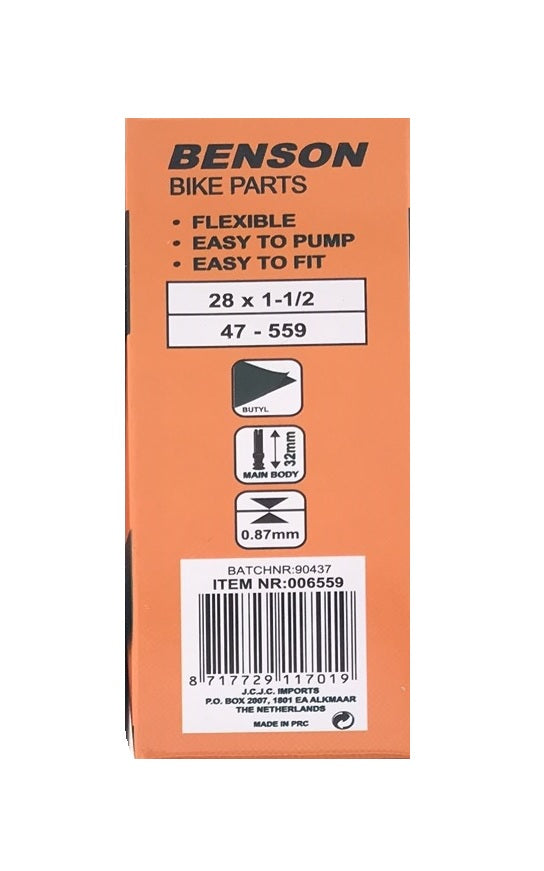 BENSON
BIKE PARTS
• FLEXIBLE
• EASY TO PUMP
• EASY TO FIT
28 x 1-1/2
47 - 559
BUTYL
32mm
MAIN BODY
0.87mm
BATCHNR:90437
ITEM NR:006559
8 717729 117019
J.C.J.C. IMPORTS
P.O. BOX 2007, 1801 EA ALKMAAR
THE NETHERLANDS
MADE IN PRC